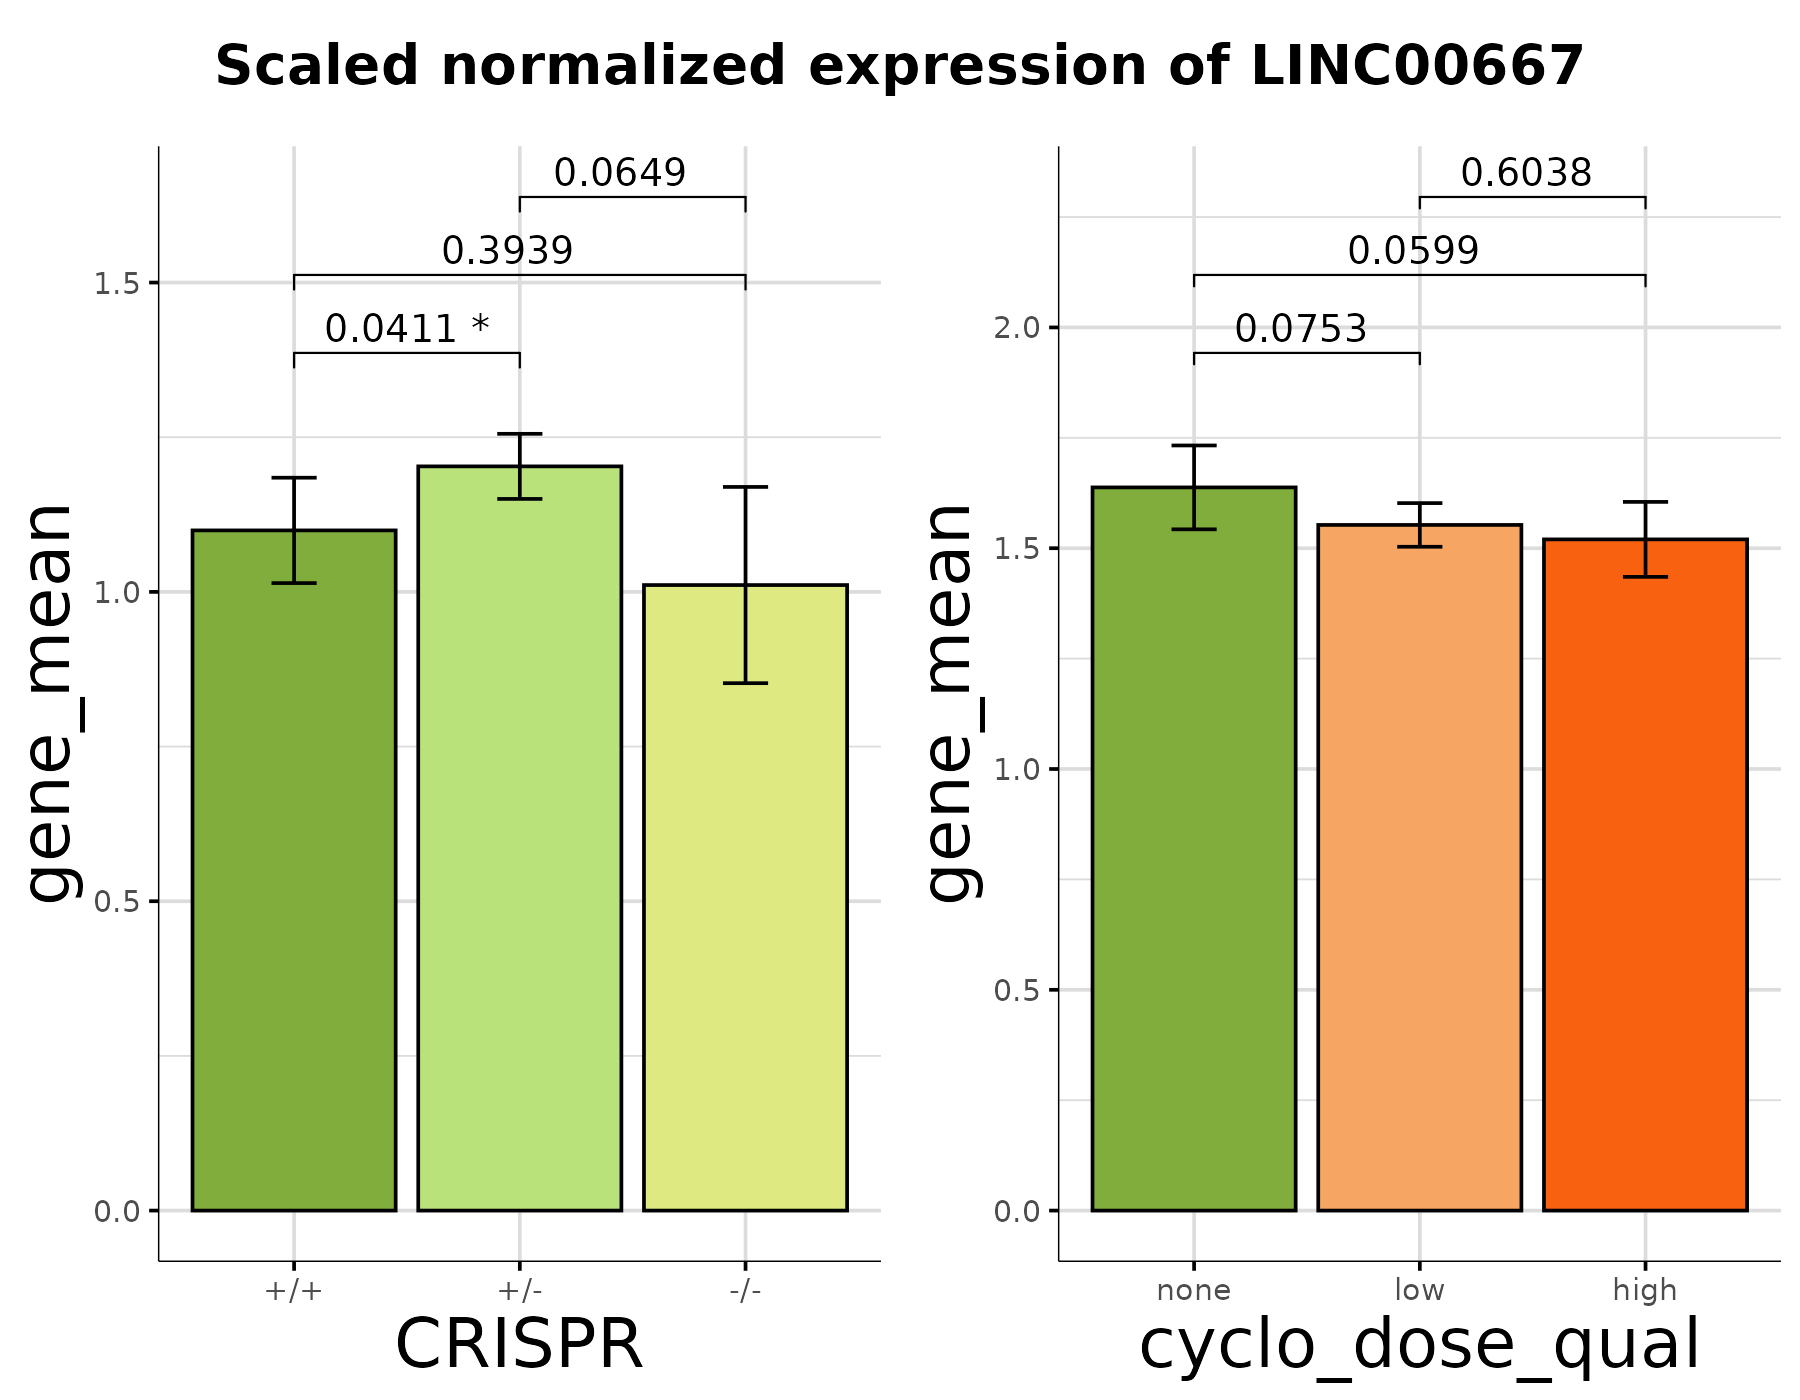 Scaled normalized expression of LINC00667
0.0649
0.3939
0.0411 *
1.5
1.0
0.5
0.0
gene_mean
+/+ +/- -/-
CRISPR
0.6038
0.0599
0.0753
2.0
1.5
1.0
0.5
0.0
gene_mean
none low high
cyclo_dose_qual